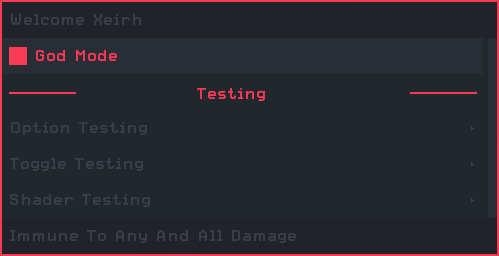 Welcome Xeirh
God Mode
Testing
Option Testing
Toggle Testing
Shader Testing
Immune To Any And All Damage